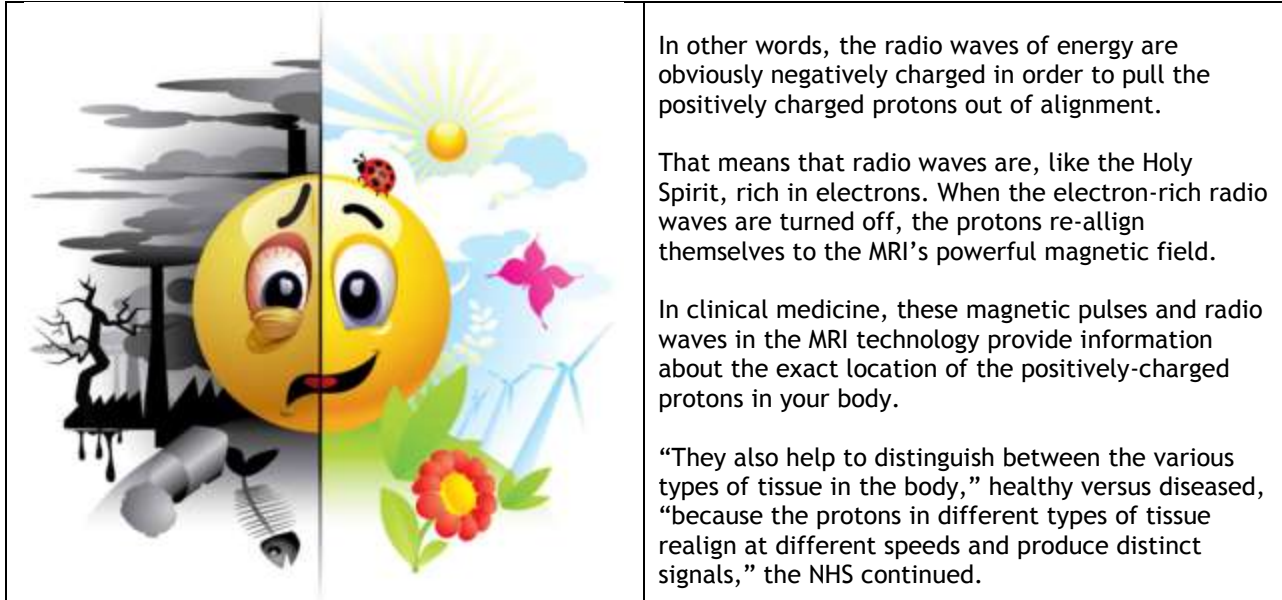 In other words, the radio waves of energy are
obviously negatively charged in order to pull the
positively charged protons out of alignment.
That means that radio waves are, like the Holy
Spirit, rich in electrons. When the electron-rich radio
waves are turned off, the protons re-allign
themselves to the MRI’s powerful magnetic field.
In clinical medicine, these magnetic pulses and radio
waves in the MRI technology provide information
about the exact location of the positively-charged
protons in your body.
“They also help to distinguish between the various
types of tissue in the body,” healthy versus diseased,
“because the protons in different types of tissue
realign at different speeds and produce distinct
signals,” the NHS continued.